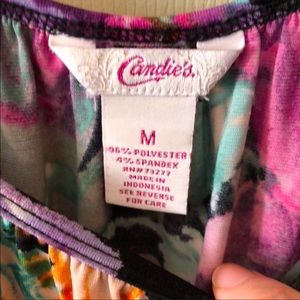 Candie's.
M
96% POLYESTER
4% SPANDEX
RN# 73277
MADE IN
INDONESIA
SEE REVERSE
FOR CARE